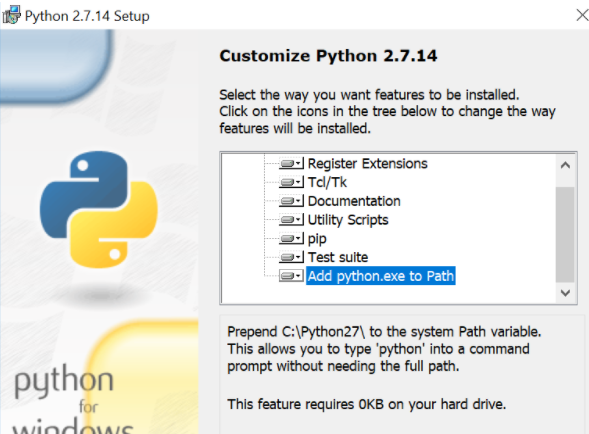 Python 2.7.14 Setup
Customize Python 2.7.14
Select the way you want features to be installed.
Click on the icons in the tree below to change the way
features will be installed.
Register Extensions
Tcl/Tk
Documentation
Utility Scripts
pip
Test suite
Add python.exe to Path
Prepend C:\Python27\ to the system Path variable.
This allows you to type 'python' into a command
prompt without needing the full path.
This feature requires 0KB on your hard drive.
python
for
windows